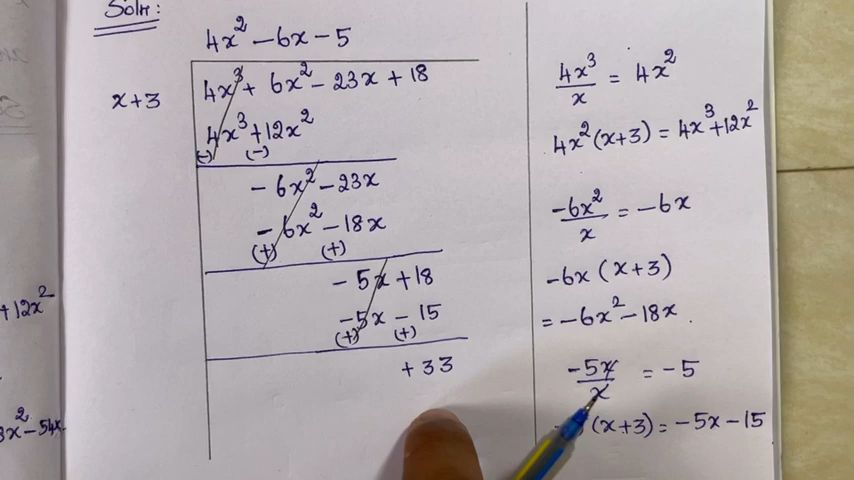 Soln:
4x² - 6x - 5
x+3
4x³ + 6x² - 23x + 18
4x³ + 12x²
(-) (-)
- 6x² - 23x
- 6x² - 18x
(+) (+)
- 5x + 18
- 5x - 15
(+) (+)
+ 33
4x³/x = 4x²
4x² (x+3) = 4x³ + 12x²
-6x²/x = -6x
-6x (x+3)
= -6x² - 18x.
-5x/x = -5
(x+3) = -5x - 15
+12x²
x² - 54x